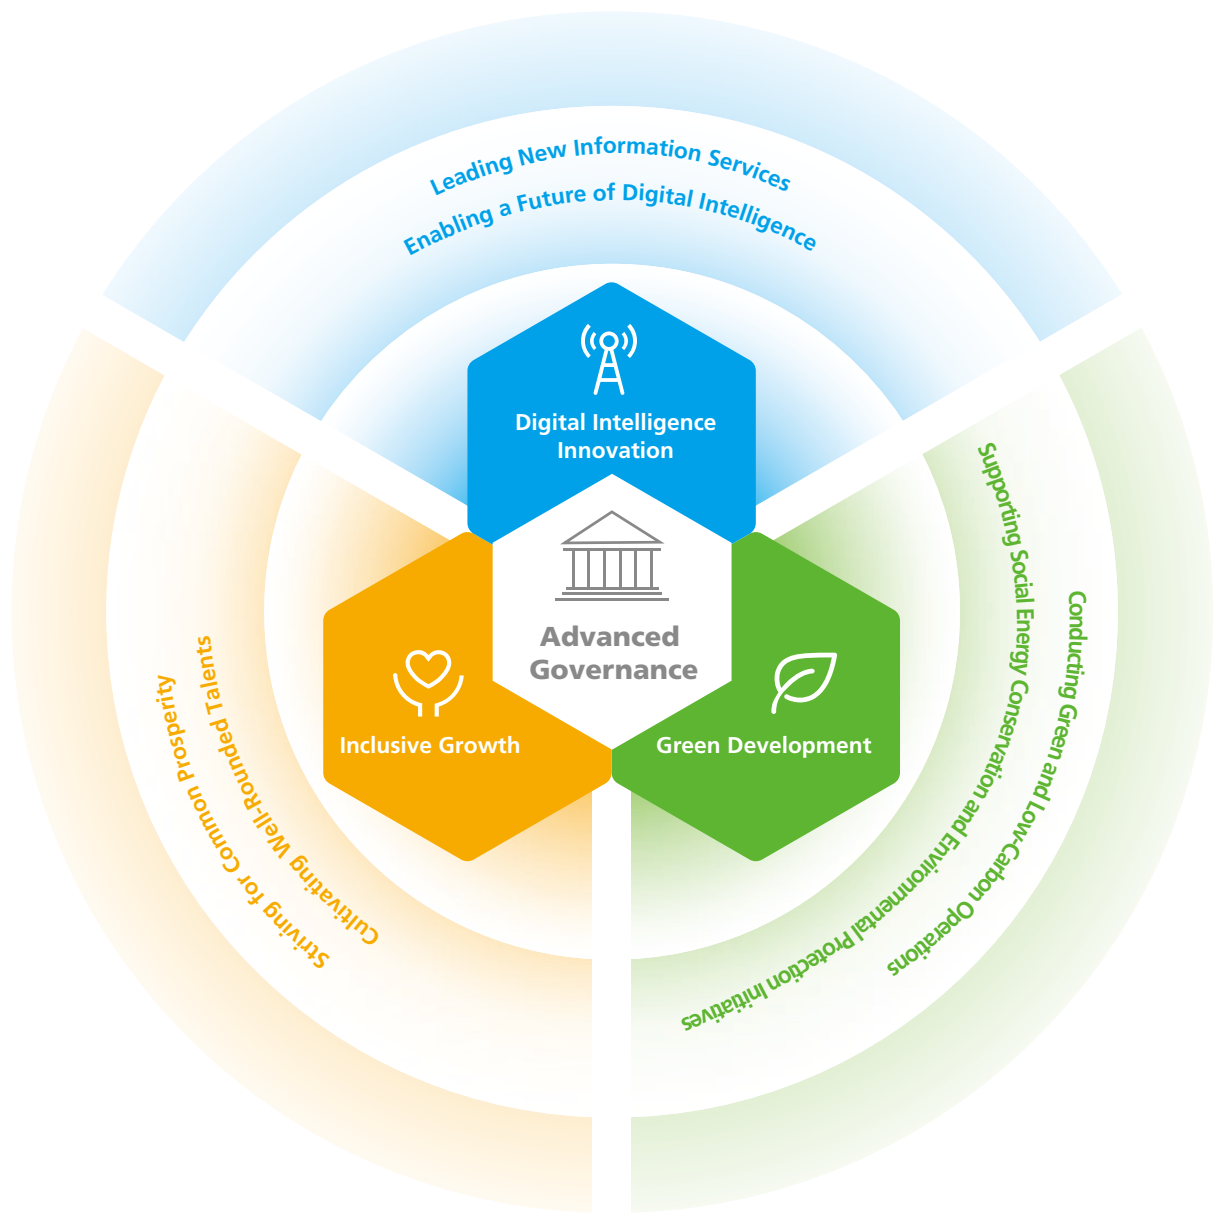 Leading New Information Services
Enabling a Future of Digital Intelligence
Digital Intelligence
Innovation
Advanced
Governance
Inclusive Growth
Green Development
Cultivating Well-Rounded Talents
Striving for Common Prosperity
Supporting Social Energy Conservation and Environmental Protection Initiatives
Conducting Green and Low-Carbon Operations